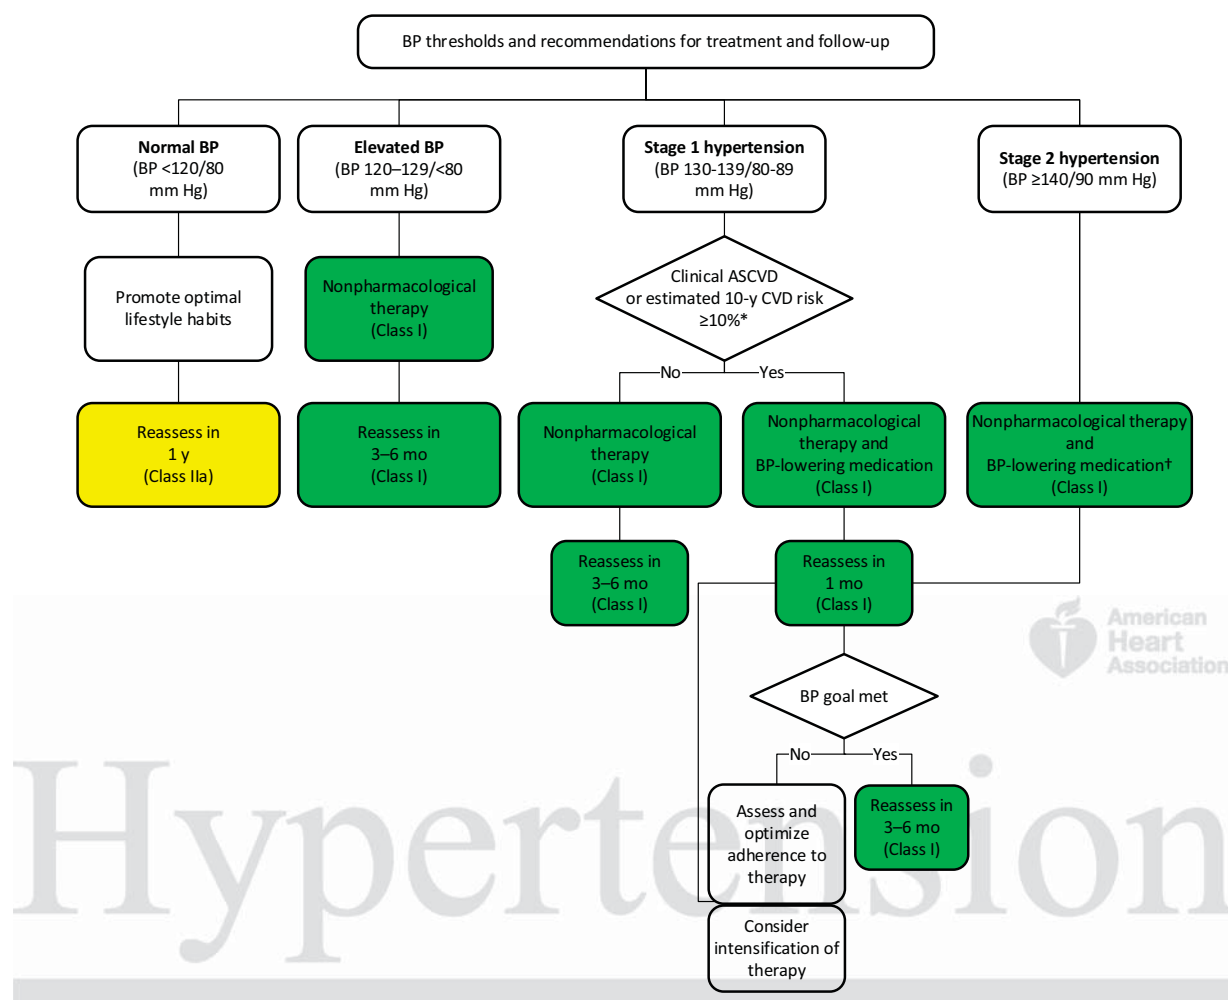 BP thresholds and recommendations for treatment and follow-up
Normal BP
(BP <120/80
mm Hg)
Elevated BP
(BP 120–129/<80
mm Hg)
Stage 1 hypertension
(BP 130-139/80-89
mm Hg)
Stage 2 hypertension
(BP ≥140/90 mm Hg)
Promote optimal
lifestyle habits
Nonpharmacological
therapy
(Class I)
Clinical ASCVD
or estimated 10-y CVD risk
≥10%*
No
Yes
Reassess in
1 y
(Class IIa)
Reassess in
3–6 mo
(Class I)
Nonpharmacological
therapy
(Class I)
Nonpharmacological
therapy and
BP-lowering medication
(Class I)
Nonpharmacological therapy
and
BP-lowering medication†
(Class I)
Reassess in
3–6 mo
(Class I)
Reassess in
1 mo
(Class I)
American
Heart
Association
BP goal met
No
Yes
Assess and
optimize
adherence to
therapy
Reassess in
3–6 mo
(Class I)
Consider
intensification of
therapy
Hypertension